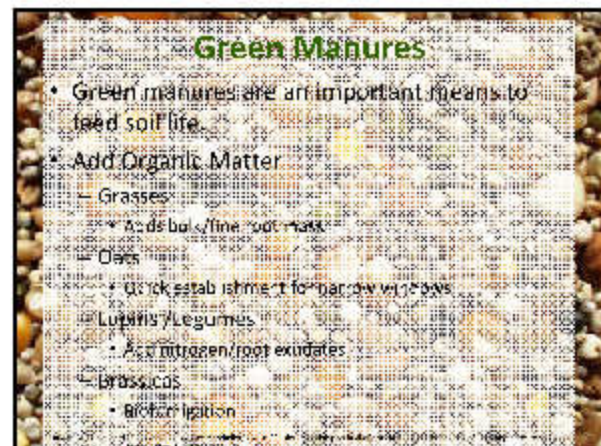 Green Manures
• Green manures are an important means to
feed soil life.
• Add Organic Matter
– Grasses
• Adds bulk/fine root mass
– Oats
• Quick establishment for narrow windows
– Lupins /Legumes
• Add nitrogen/root exudates
– Brassicas
• Biofumigation